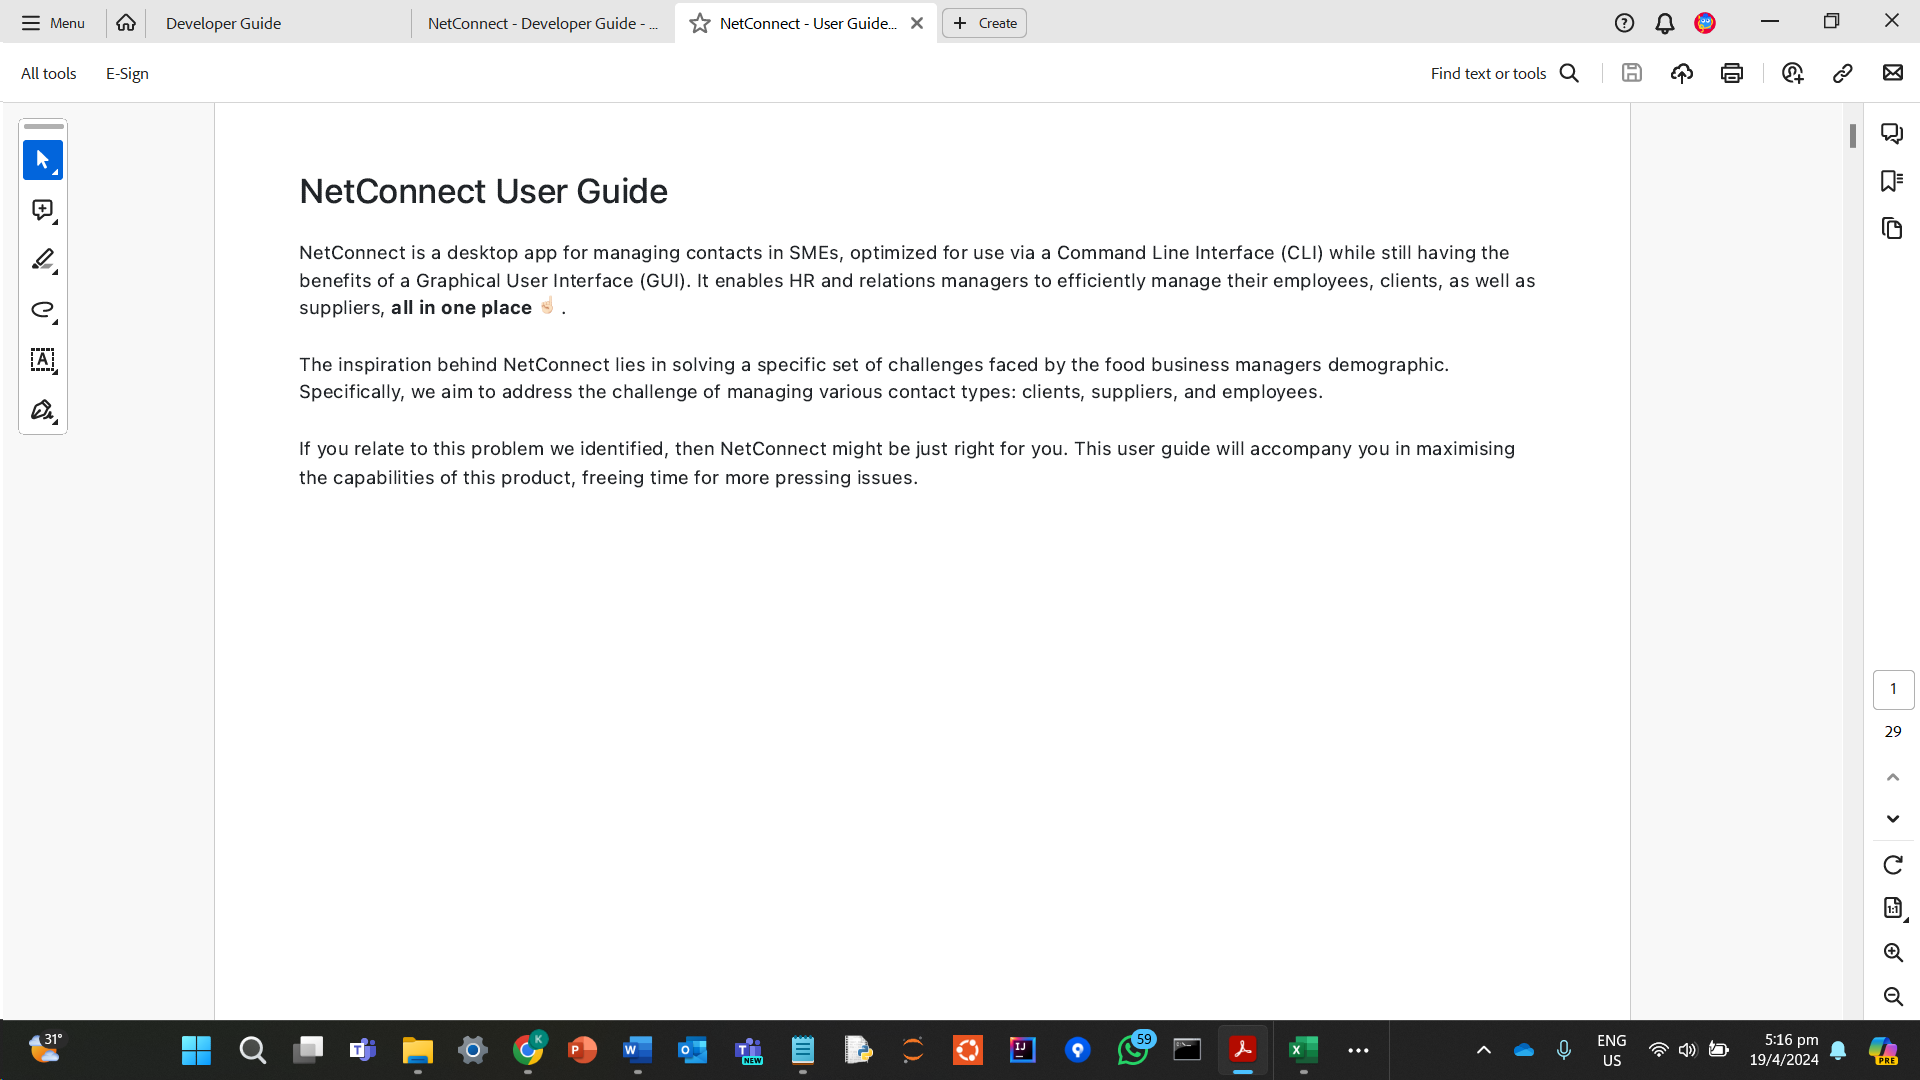 Menu
Developer Guide
NetConnect - Developer Guide - ...
NetConnect - User Guide...
Create
All tools
E-Sign
Find text or tools
NetConnect User Guide
NetConnect is a desktop app for managing contacts in SMEs, optimized for use via a Command Line Interface (CLI) while still having the
benefits of a Graphical User Interface (GUI). It enables HR and relations managers to efficiently manage their employees, clients, as well as
suppliers, all in one place ☝🏻 .
The inspiration behind NetConnect lies in solving a specific set of challenges faced by the food business managers demographic.
Specifically, we aim to address the challenge of managing various contact types: clients, suppliers, and employees.
If you relate to this problem we identified, then NetConnect might be just right for you. This user guide will accompany you in maximising
the capabilities of this product, freeing time for more pressing issues.
1
29
1:1
31°
K
P
W
NEW
IJ
59
X
ENG
US
5:16 pm
19/4/2024
PRE